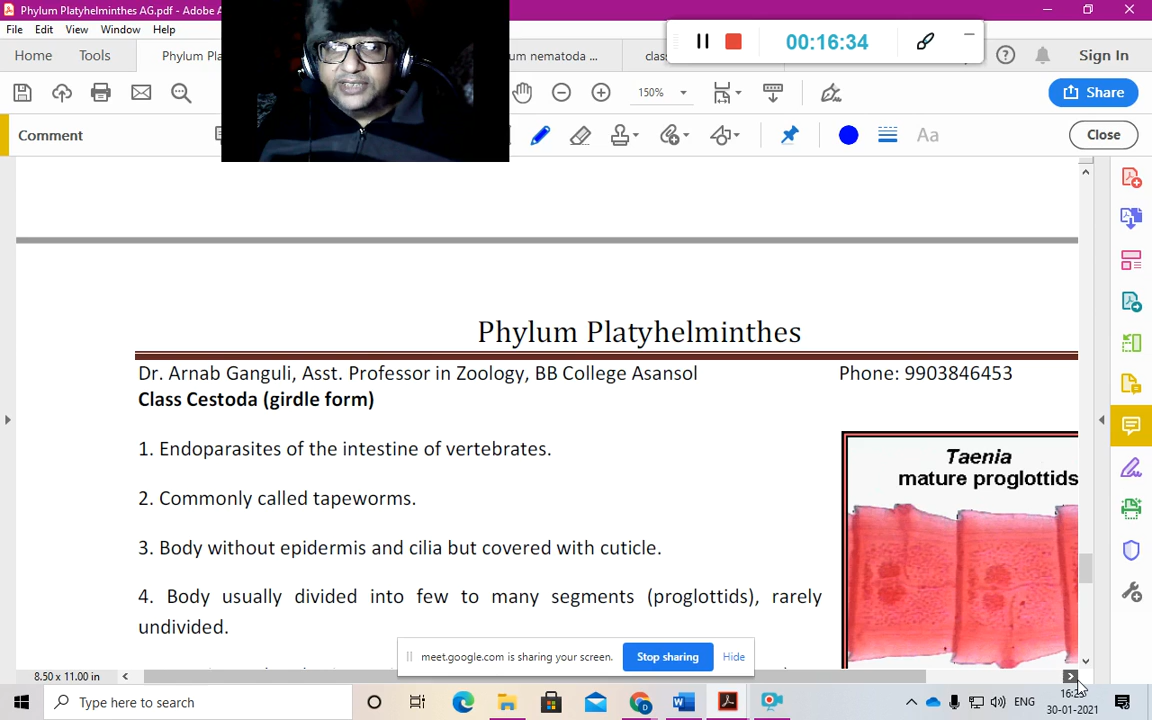 Phylum Platyhelminthes AG.pdf - Adobe A
File Edit View Window Help
00:16:34
Home Tools Phylum Pla um nematoda ... clas Sign In
150% Share
Comment Aa Close
Phylum Platyhelminthes
Dr. Arnab Ganguli, Asst. Professor in Zoology, BB College Asansol Phone: 9903846453
Class Cestoda (girdle form)
1. Endoparasites of the intestine of vertebrates.
Taenia
mature proglottids
2. Commonly called tapeworms.
3. Body without epidermis and cilia but covered with cuticle.
4. Body usually divided into few to many segments (proglottids), rarely
undivided.
meet.google.com is sharing your screen. Stop sharing Hide
8.50 x 11.00 in
Type here to search ENG
30-01-2021